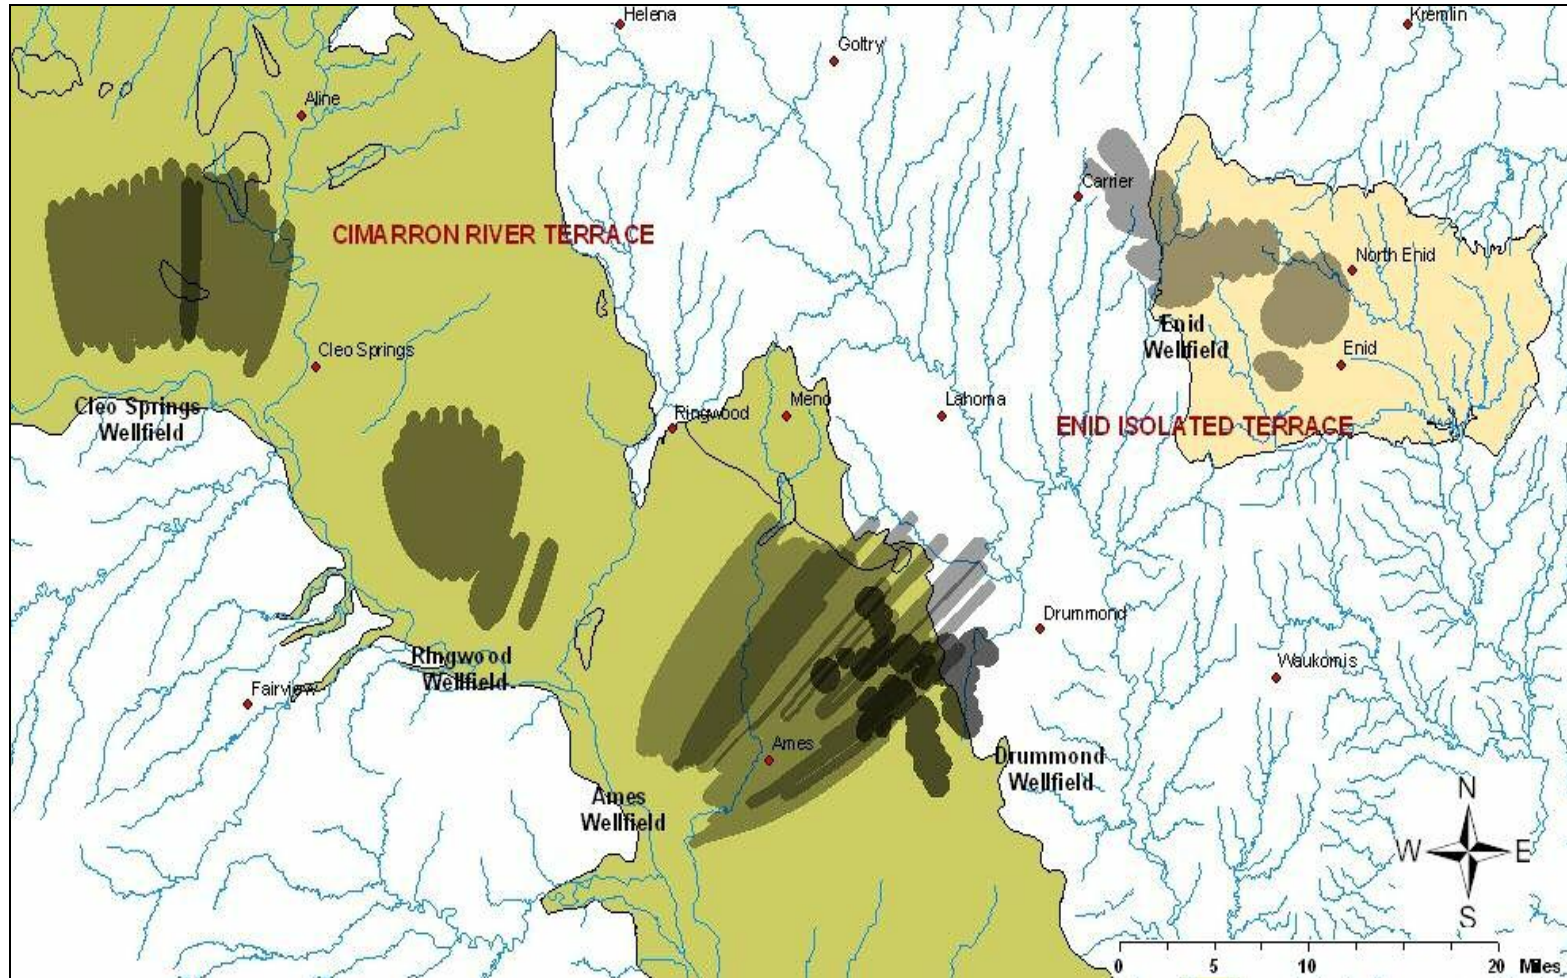 Helena
Kremlin
Goltry
Aline
Carrier
CIMARRON RIVER TERRACE
North Enid
Enid
Wellfield
Enid
Cleo Springs
Cleo Springs
Wellfield
Ringwood
Meno
Lahoma
ENID ISOLATED TERRACE
Drummond
Ringwood
Wellfield
Waukomis
Fairview
Ames
Drummond
Wellfield
Ames
Wellfield
N
W
E
S
0 5 10 20 Miles